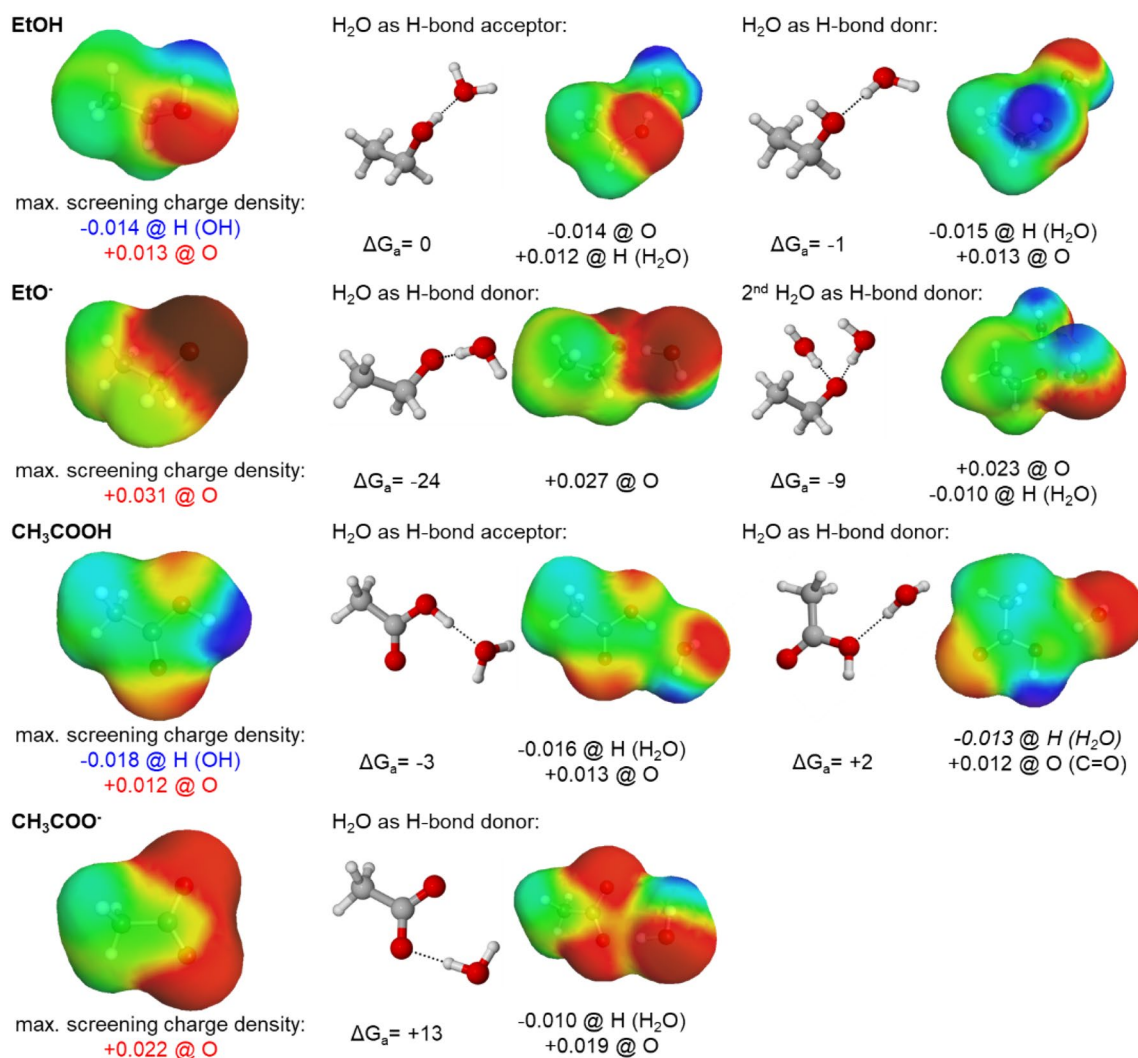 EtOH
H₂O as H-bond acceptor:
H₂O as H-bond donr:
max. screening charge density:
-0.014 @ H (OH)
+0.013 @ O
ΔGₐ= 0
-0.014 @ O
+0.012 @ H (H₂O)
ΔGₐ= -1
-0.015 @ H (H₂O)
+0.013 @ O
EtO⁻
H₂O as H-bond donor:
2ⁿᵈ H₂O as H-bond donor:
max. screening charge density:
+0.031 @ O
ΔGₐ= -24
+0.027 @ O
ΔGₐ= -9
+0.023 @ O
-0.010 @ H (H₂O)
CH₃COOH
H₂O as H-bond acceptor:
H₂O as H-bond donor:
max. screening charge density:
-0.018 @ H (OH)
+0.012 @ O
ΔGₐ= -3
-0.016 @ H (H₂O)
+0.013 @ O
ΔGₐ= +2
-0.013 @ H (H₂O)
+0.012 @ O (C=O)
CH₃COO⁻
H₂O as H-bond donor:
max. screening charge density:
+0.022 @ O
ΔGₐ= +13
-0.010 @ H (H₂O)
+0.019 @ O